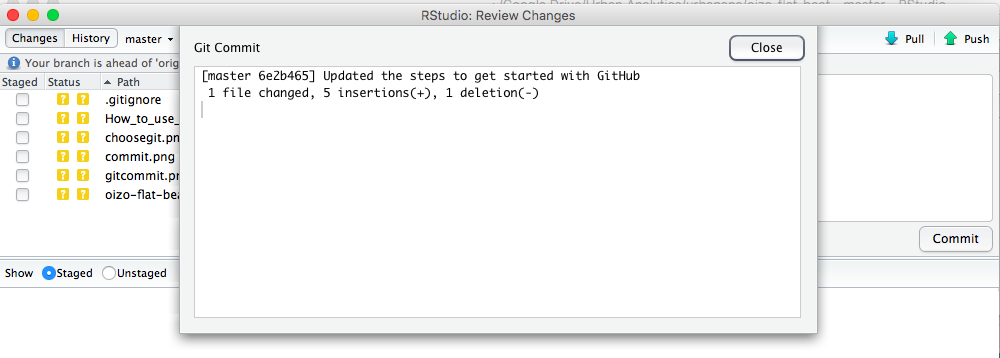 RStudio: Review Changes
Changes History master Pull Push
Git Commit Close
Your branch is ahead of 'orig
Staged Status Path
.gitignore
How_to_use_
choosegit.pn
commit.png
gitcommit.pr
oizo-flat-bea
[master 6e2b465] Updated the steps to get started with GitHub
1 file changed, 5 insertions(+), 1 deletion(-)
Commit
Show Staged Unstaged